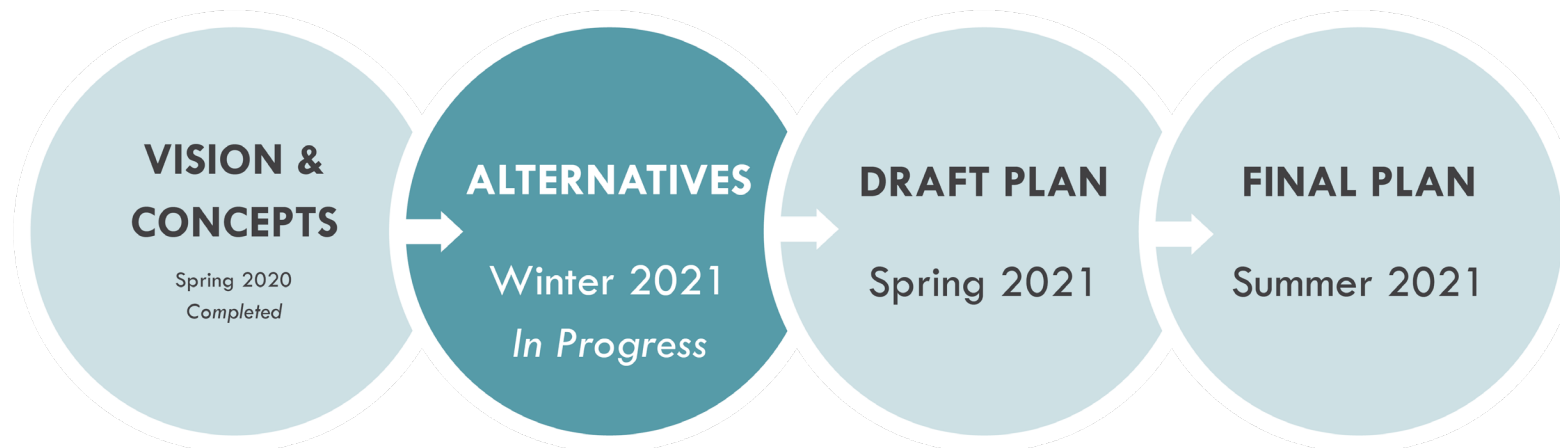 VISION &
CONCEPTS
Spring 2020
Completed
ALTERNATIVES
Winter 2021
In Progress
DRAFT PLAN
Spring 2021
FINAL PLAN
Summer 2021